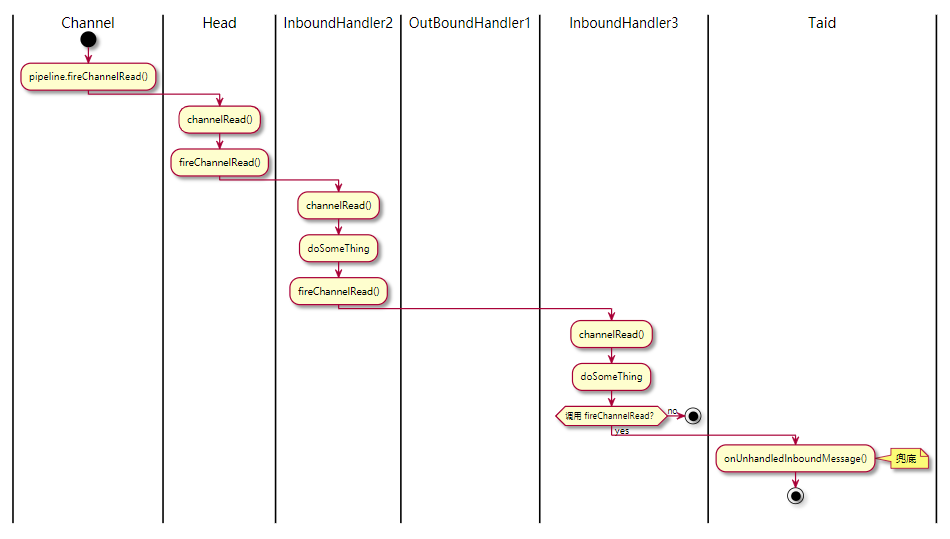 Channel
Head
InboundHandler2
OutBoundHandler1
InboundHandler3
Taid
pipeline.fireChannelRead()
channelRead()
fireChannelRead()
channelRead()
doSomeThing
fireChannelRead()
channelRead()
doSomeThing
调用 fireChannelRead?
no
yes
onUnhandledInboundMessage()
兜底